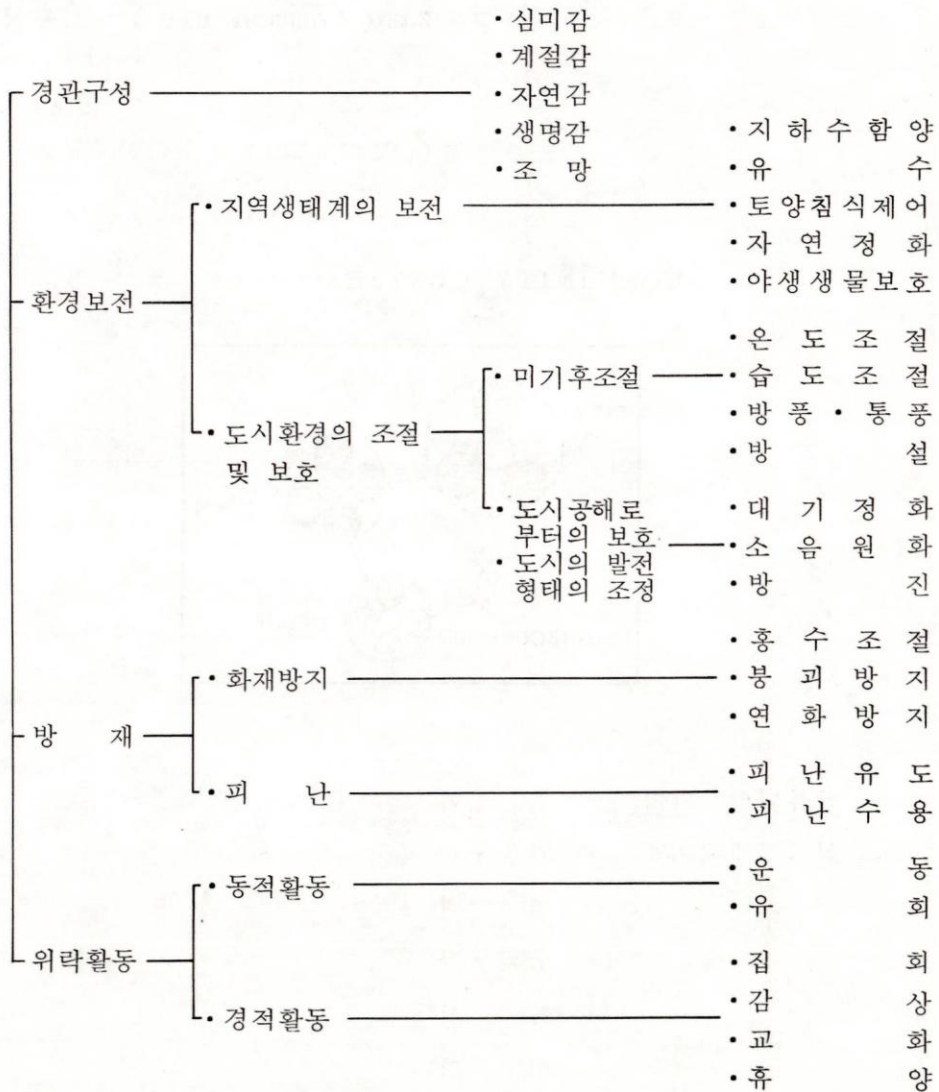 · 심미감
· 계절감
경관구성
· 자연감
· 생명감
· 조 망
· 지 하 수 함 양
· 유 수
· 지역생태계의 보전
· 토 양 침 식 제 어
· 자 연 정 화
환경보전
· 야 생 생 물 보 호
· 온 도 조 절
· 미기후조절
· 습 도 조 절
· 방 풍 · 통 풍
· 도시환경의 조절
및 보호
· 방 설
· 도시공해로
부터의 보호
· 도시의 발전
형태의 조정
· 대 기 정 화
· 소 음 원 화
· 방 진
· 홍 수 조 절
· 화재방지
· 붕 괴 방 지
· 연 화 방 지
방 재
· 피 난
· 피 난 유 도
· 피 난 수 용
· 동적활동
· 운 동
· 유 회
위락활동
· 집 회
· 경적활동
· 감 상
· 교 화
· 휴 양